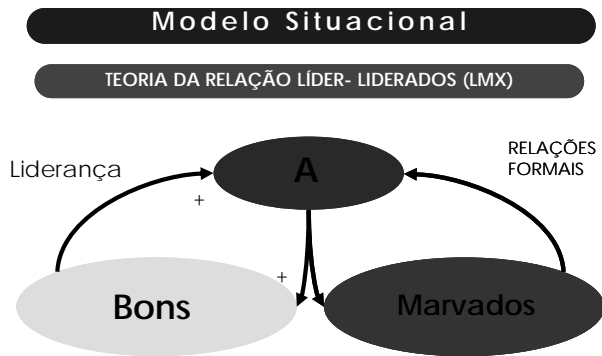 Modelo Situacional
TEORIA DA RELAÇÃO LÍDER- LIDERADOS (LMX)
Liderança
A
RELAÇÕES
FORMAIS
+
+
Bons
Marvados